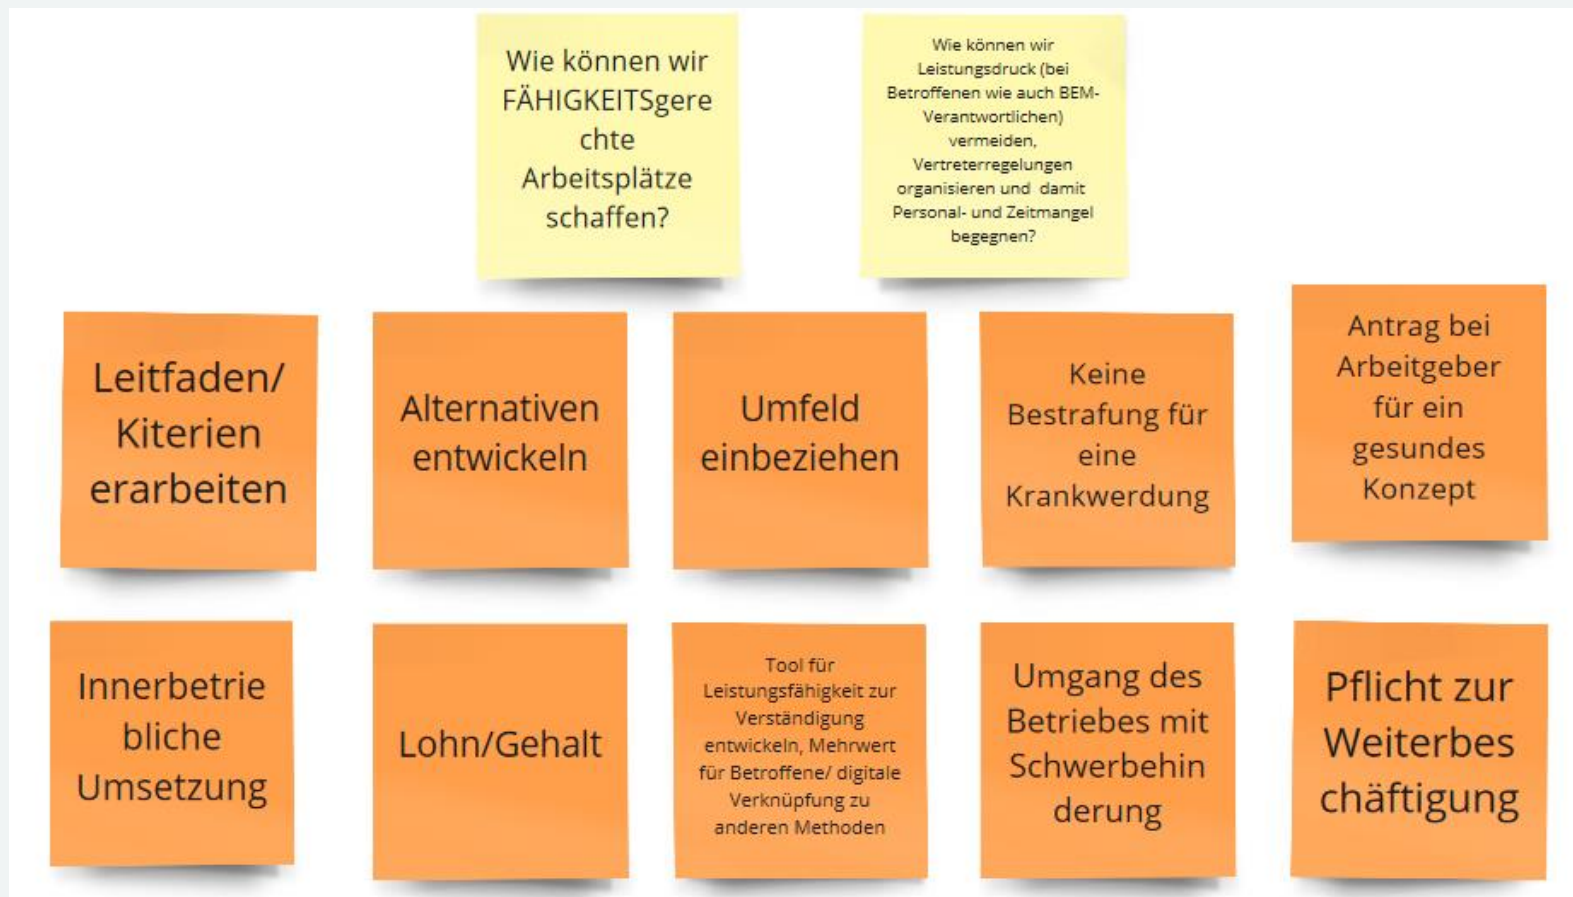 Wie können wir
FÄHIGKEITSgere
chte
Arbeitsplätze
schaffen?
Wie können wir
Leistungsdruck (bei
Betroffenen wie auch BEM-
Verantwortlichen)
vermeiden,
Vertreterregelungen
organisieren und damit
Personal- und Zeitmangel
begegnen?
Leitfaden/
Kiterien
erarbeiten
Alternativen
entwickeln
Umfeld
einbeziehen
Keine
Bestrafung für
eine
Krankwerdung
Antrag bei
Arbeitgeber
für ein
gesundes
Konzept
Innerbetrie
bliche
Umsetzung
Lohn/Gehalt
Tool für
Leistungsfähigkeit zur
Verständigung
entwickeln, Mehrwert
für Betroffene/ digitale
Verknüpfung zu
anderen Methoden
Umgang des
Betriebes mit
Schwerbehin
derung
Pflicht zur
Weiterbes
chäftigung